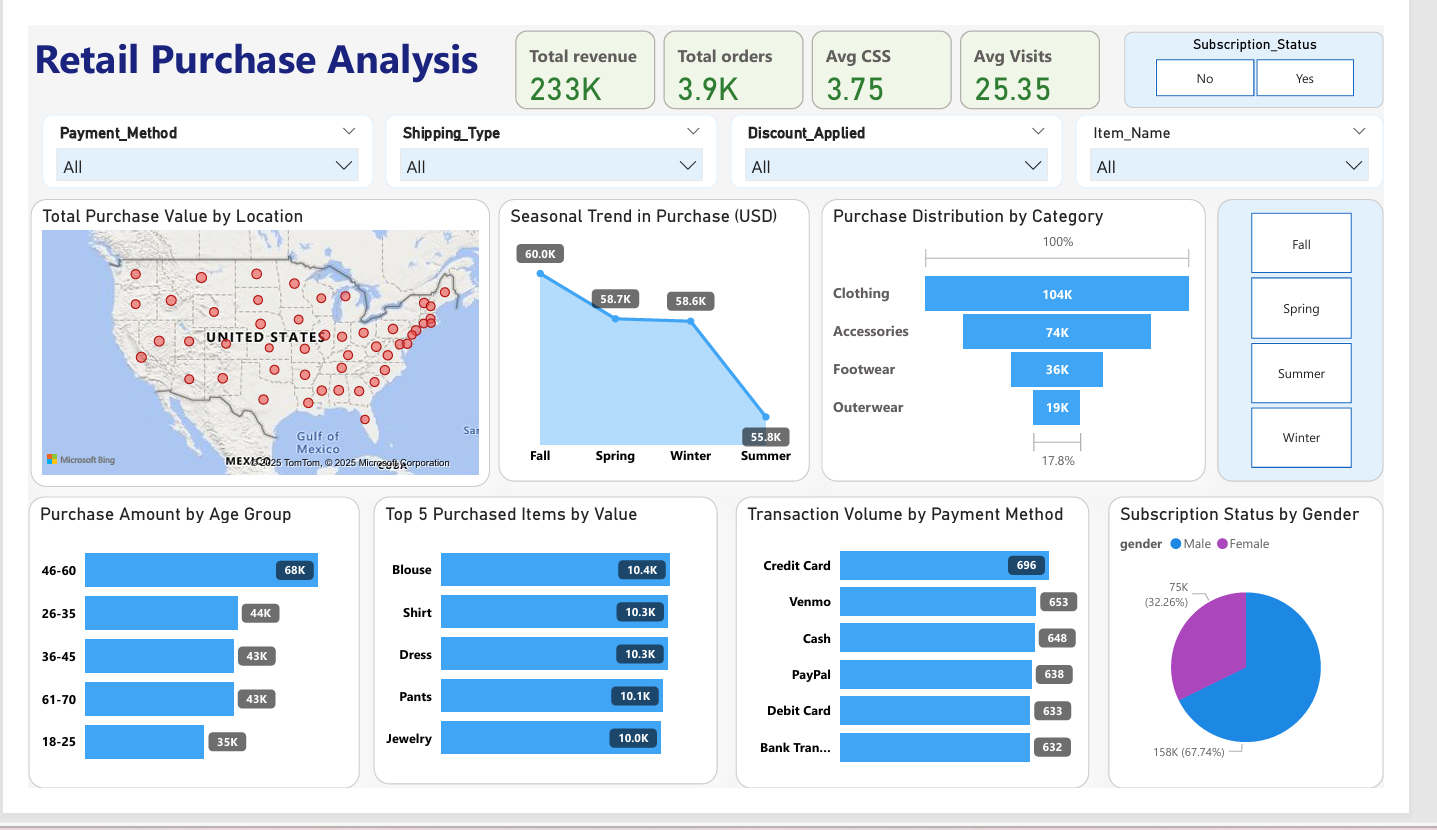 Retail Purchase Analysis
Total revenue
233K
Total orders
3.9K
Avg CSS
3.75
Avg Visits
25.35
Subscription_Status
No
Yes
Payment_Method
All
Shipping_Type
All
Discount_Applied
All
Item_Name
All
Total Purchase Value by Location
UNITED STATES
Gulf of
Mexico
MEXICO
CUBA
Sar
Microsoft Bing
© 2025 TomTom, © 2025 Microsoft Corporation
Seasonal Trend in Purchase (USD)
60.0K
58.7K
58.6K
55.8K
Fall
Spring
Winter
Summer
Purchase Distribution by Category
100%
Clothing
104K
Accessories
74K
Footwear
36K
Outerwear
19K
17.8%
Fall
Spring
Summer
Winter
Purchase Amount by Age Group
46-60
68K
26-35
44K
36-45
43K
61-70
43K
18-25
35K
Top 5 Purchased Items by Value
Blouse
10.4K
Shirt
10.3K
Dress
10.3K
Pants
10.1K
Jewelry
10.0K
Transaction Volume by Payment Method
Credit Card
696
Venmo
653
Cash
648
PayPal
638
Debit Card
633
Bank Tran...
632
Subscription Status by Gender
gender Male Female
75K
(32.26%)
158K (67.74%)